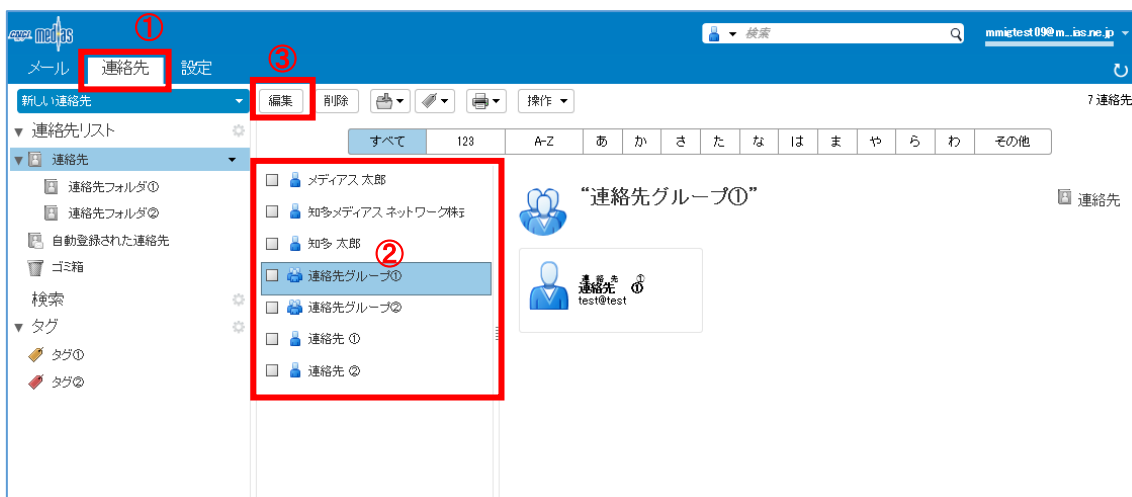 ①
CNCI medias
検索
mmigtest09@m...ias.ne.jp
メール 連絡先 設定
③
新しい連絡先
編集 削除 操作
7 連絡先
連絡先リスト
すべて 123 A-Z あ か さ た な は ま や ら わ その他
連絡先
連絡先フォルダ①
連絡先フォルダ②
自動登録された連絡先
ゴミ箱
検索
タグ
タグ①
タグ②
メディアス 太郎
知多メディアス ネットワーク株式
知多 太郎
②
連絡先グループ①
連絡先グループ②
連絡先 ①
連絡先 ②
“連絡先グループ①”
連絡先
連絡先 ①
連絡先 ①
test@test